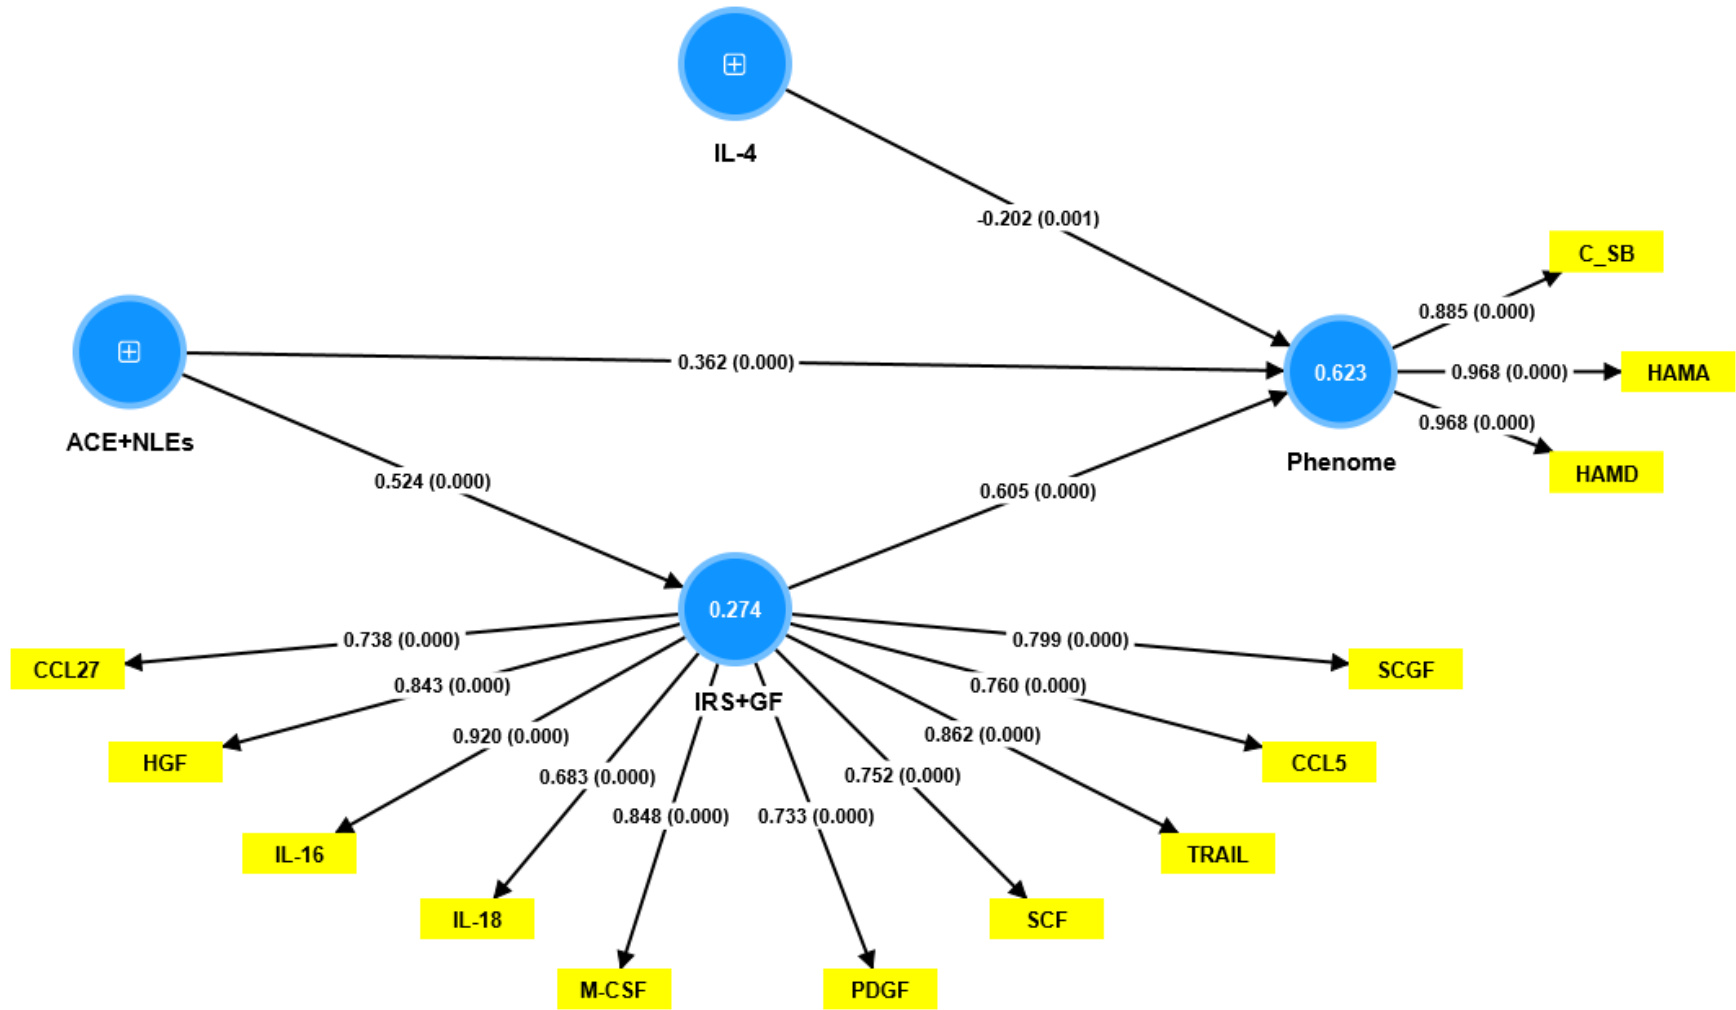 IL-4
-0.202 (0.001)
C_SB
0.885 (0.000)
0.362 (0.000)
0.623
0.968 (0.000)
HAMA
0.968 (0.000)
ACE+NLEs
Phenome
HAMD
0.524 (0.000)
0.605 (0.000)
0.274
0.738 (0.000)
0.799 (0.000)
CCL27
SCGF
0.843 (0.000)
IRS+GF
0.760 (0.000)
0.920 (0.000)
0.862 (0.000)
HGF
CCL5
0.683 (0.000)
0.752 (0.000)
0.848 (0.000)
0.733 (0.000)
IL-16
TRAIL
IL-18
SCF
M-CSF
PDGF